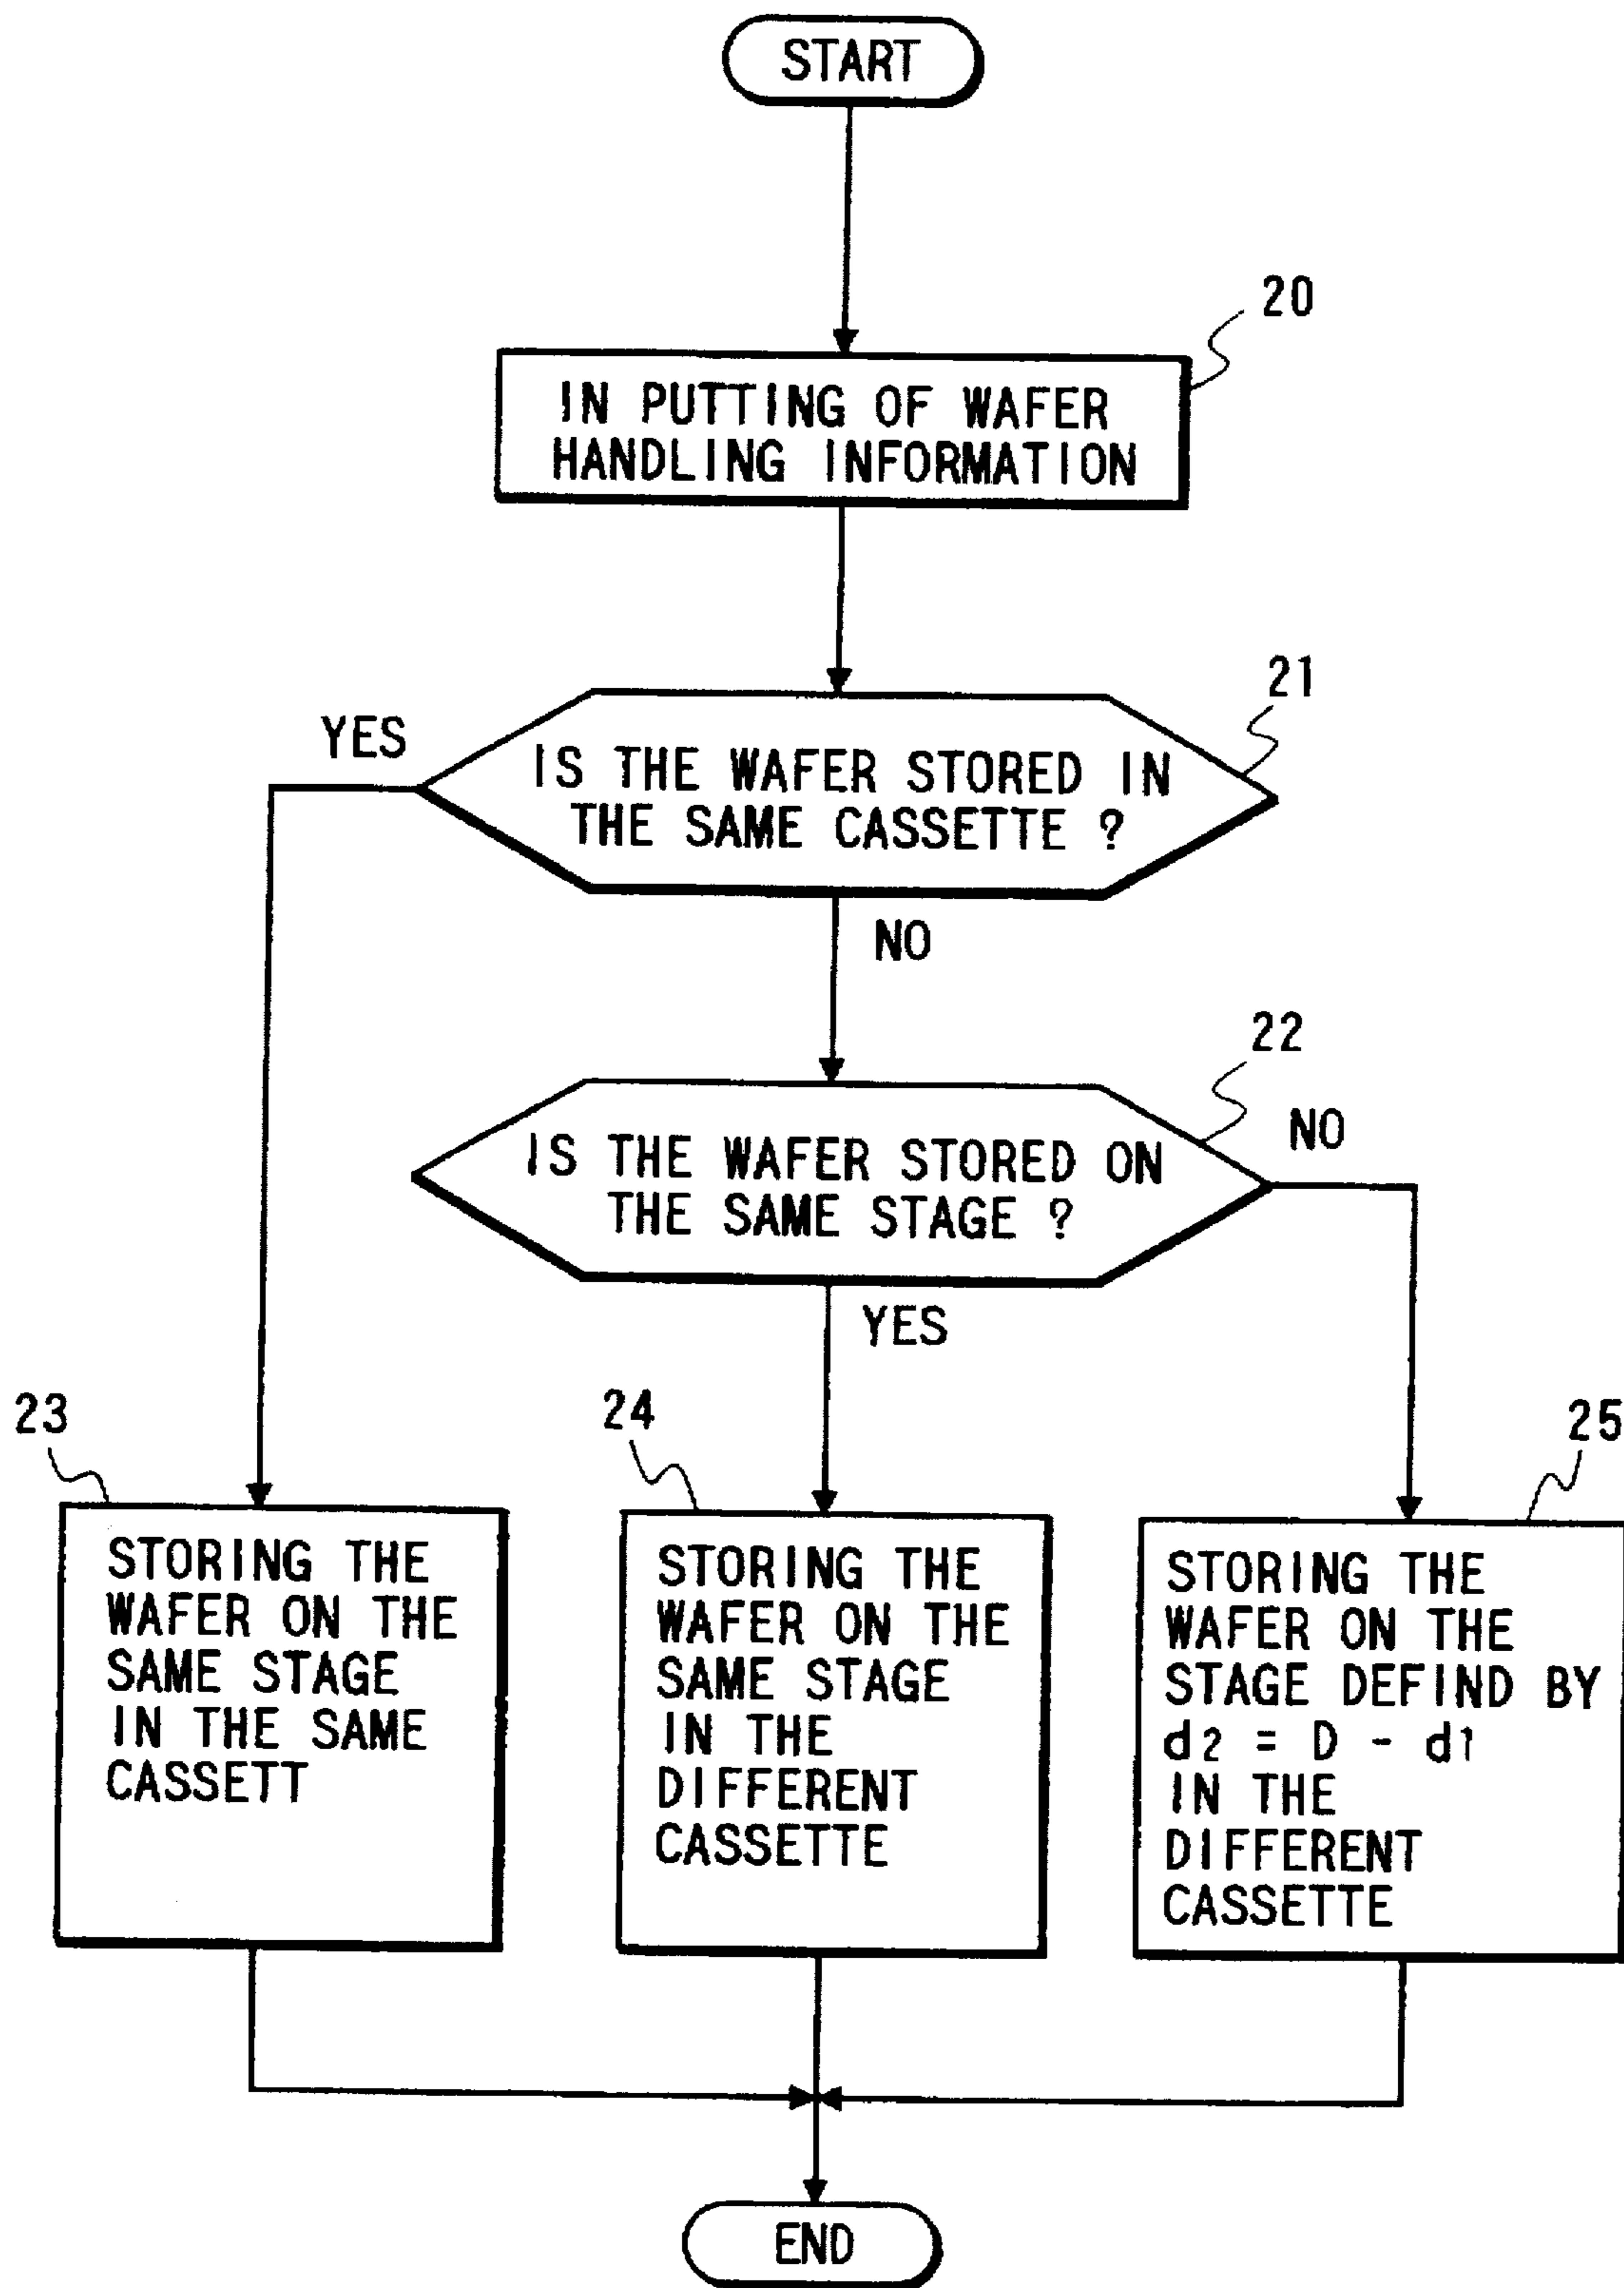 START
20
IN PUTTING OF WAFER
HANDLING INFORMATION
21
YES
IS THE WAFER STORED IN
THE SAME CASSETTE ?
NO
22
NO
IS THE WAFER STORED ON
THE SAME STAGE ?
YES
23
STORING THE
WAFER ON THE
SAME STAGE
IN THE SAME
CASSETT
24
STORING THE
WAFER ON THE
SAME STAGE
IN THE
DIFFERENT
CASSETTE
25
STORING THE
WAFER ON THE
STAGE DEFIND BY
d2 = D - d1
IN THE
DIFFERENT
CASSETTE
END